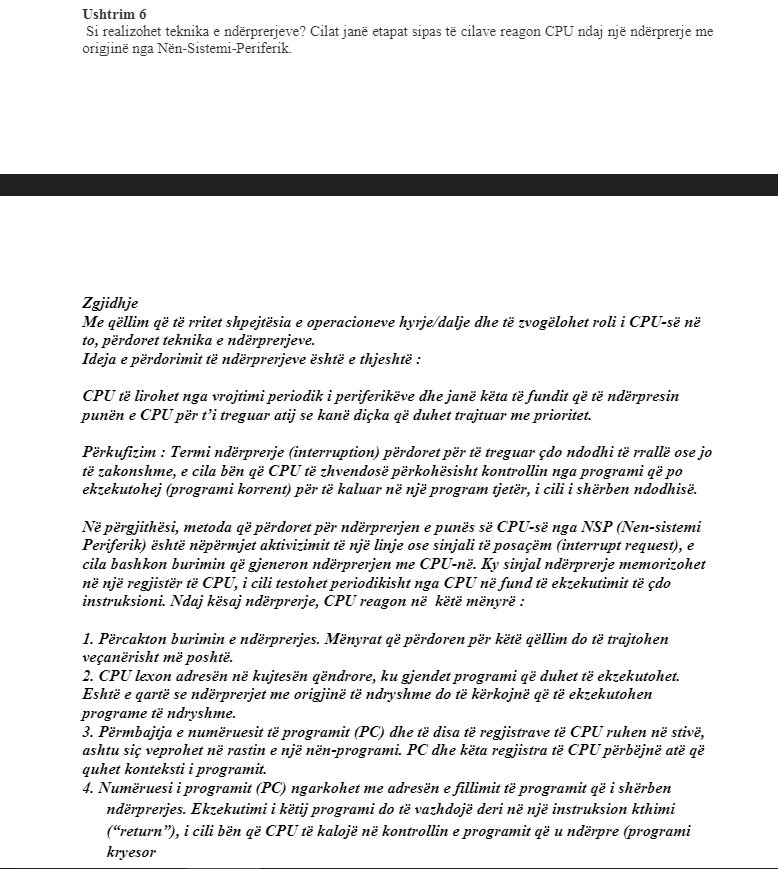 Ushtrim 6
Si realizohet teknika e ndërprerjeve? Cilat janë etapat sipas të cilave reagon CPU ndaj një ndërprerje me
origjinë nga Nën-Sistemi-Periferik.
Zgjidhje
Me qëllim që të rritet shpejtësia e operacioneve hyrje/dalje dhe të zvogëlohet roli i CPU-së në
to, përdoret teknika e ndërprerjeve.
Ideja e përdorimit të ndërprerjeve është e thjeshtë :
CPU të lirohet nga vrojtimi periodik i periferikëve dhe janë këta të fundit që të ndërpresin
punën e CPU për t’i treguar atij se kanë diçka që duhet trajtuar me prioritet.
Përkufizim : Termi ndërprerje (interruption) përdoret për të treguar çdo ndodhi të rrallë ose jo
të zakonshme, e cila bën që CPU të zhvendosë përkohësisht kontrollin nga programi që po
ekzekutohej (programi korrent) për të kaluar në një program tjetër, i cili i shërben ndodhisë.
Në përgjithësi, metoda që përdoret për ndërprerjen e punës së CPU-së nga NSP (Nen-sistemi
Periferik) është nëpërmjet aktivizimit të një linje ose sinjali të posaçëm (interrupt request), e
cila bashkon burimin që gjeneron ndërprerjen me CPU-në. Ky sinjal ndërprerje memorizohet
në një regjistër të CPU, i cili testohet periodikisht nga CPU në fund të ekzekutimit të çdo
instruksioni. Ndaj kësaj ndërprerje, CPU reagon në këtë mënyrë :
1. Përcakton burimin e ndërprerjes. Mënyrat që përdoren për këtë qëllim do të trajtohen
veçanërisht më poshtë.
2. CPU lexon adresën në kujtesën qëndrore, ku gjendet programi që duhet të ekzekutohet.
Eshtë e qartë se ndërprerjet me origjinë të ndryshme do të kërkojnë që të ekzekutohen
programe të ndryshme.
3. Përmbajtja e numëruesit të programit (PC) dhe të disa të regjistrave të CPU ruhen në stivë,
ashtu siç veprohet në rastin e një nën-programi. PC dhe këta regjistra të CPU përbëjnë atë që
quhet konteksti i programit.
4. Numëruesi i programit (PC) ngarkohet me adresën e fillimit të programit që i shërben
ndërprerjes. Ekzekutimi i këtij programi do të vazhdojë deri në një instruksion kthimi
(“return”), i cili bën që CPU të kalojë në kontrollin e programit që u ndërpre (programi
kryesor